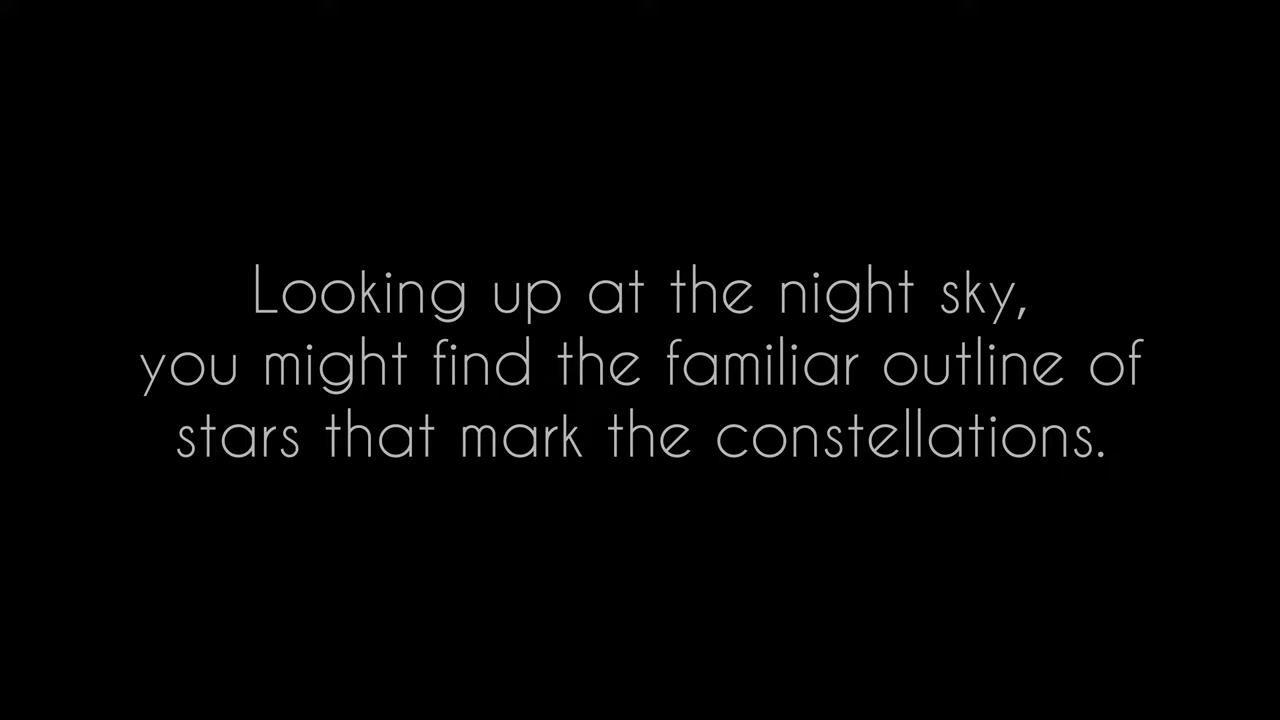 Looking up at the night sky,
you might find the familiar outline of
stars that mark the constellations.